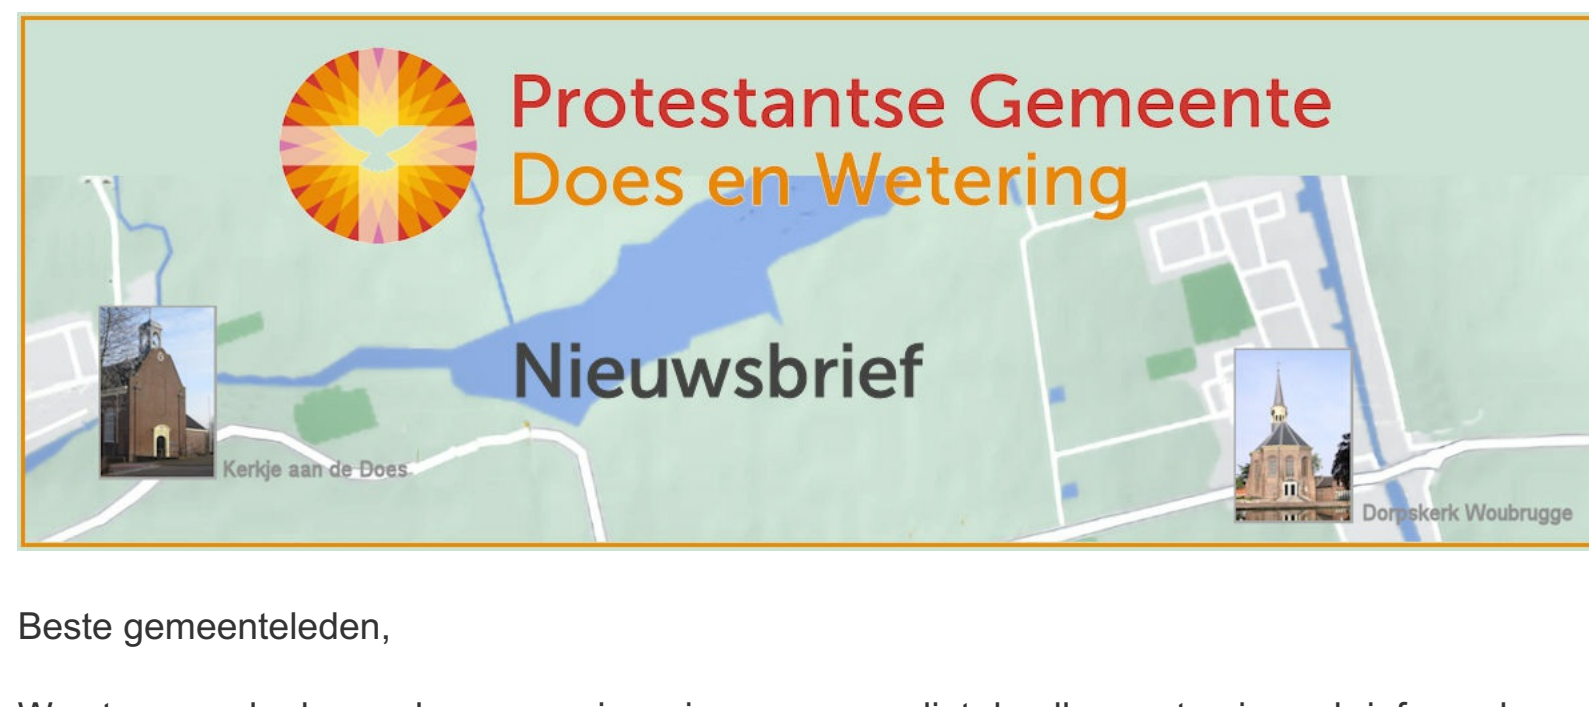 Protestantse Gemeente
Does en Wetering
Nieuwsbrief
Kerkje aan de Does
Dorpskerk Woubrugge
Beste gemeenteleden,